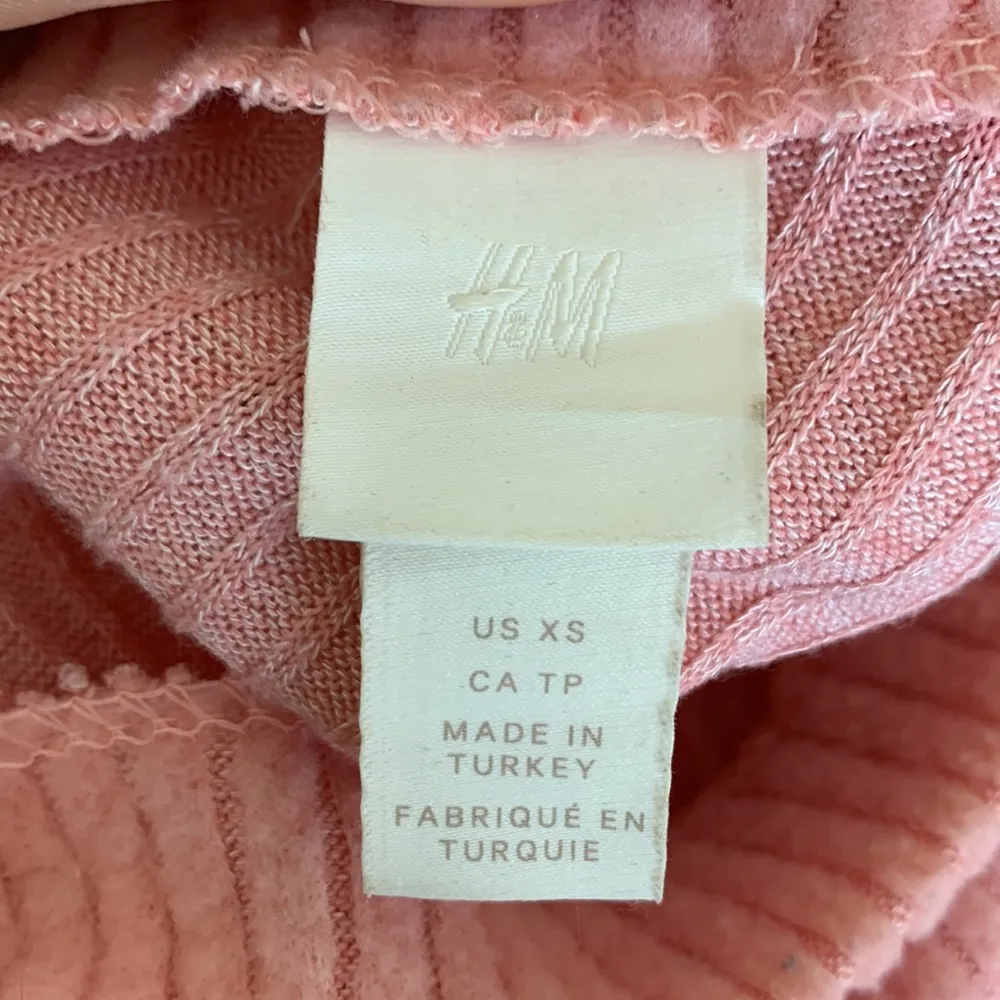 H&M
US XS
CA TP
MADE IN
TURKEY
FABRIQUÉ EN
TURQUIE